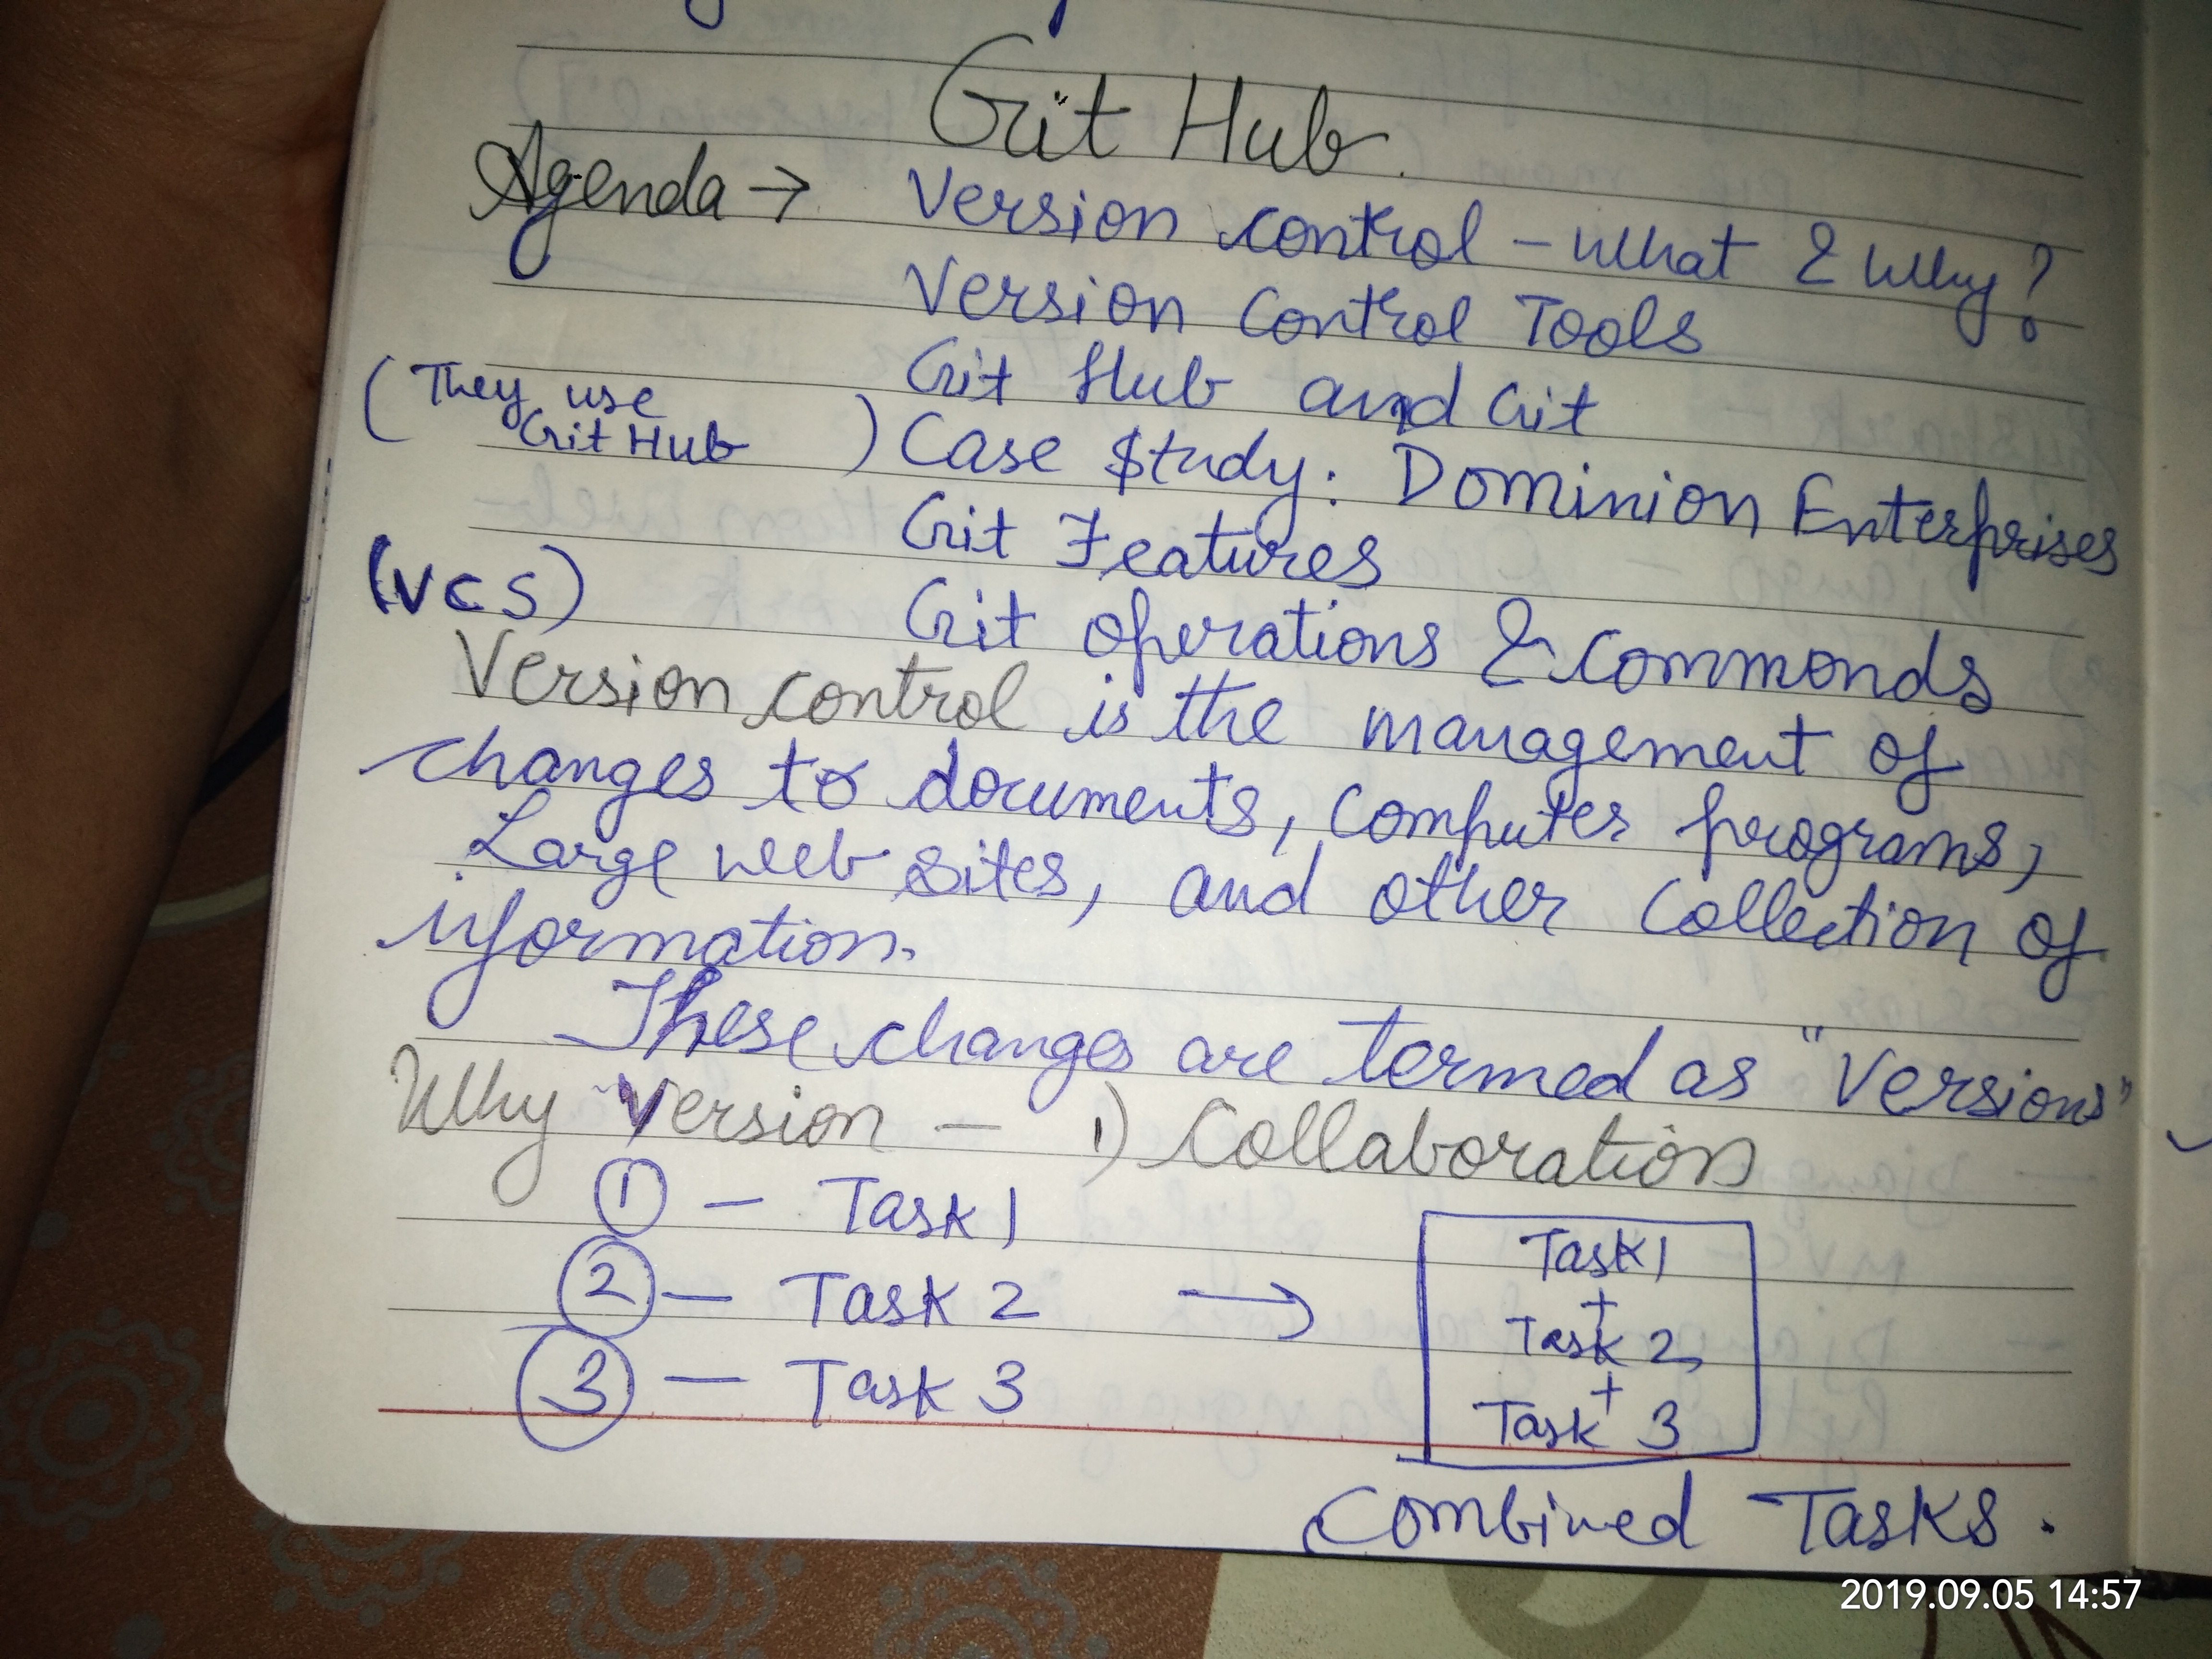 Git Hub.
Agenda → Version control - What & Why?
Version Control Tools
Git Hub and Git
(They use Git Hub) Case Study: Dominion Enterprises
Git Features
(VCS) Git operations & Commonds
Version control is the management of
changes to documents, computer programs,
Large web sites, and other collection of
information.
These changes are termed as "Versions"
Why Version - 1) Collaboration
1 - Task 1
2 - Task 2 →
3 - Task 3
Task 1
+
Task 2
+
Task 3
Combined Tasks.
2019.09.05 14:57